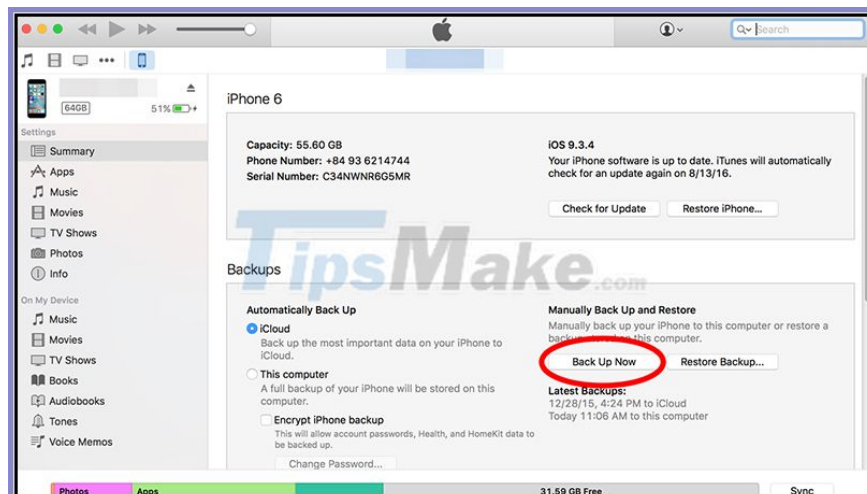 Search
64GB
51%
Settings
Summary
Apps
Music
Movies
TV Shows
Photos
Info
On My Device
Music
Movies
TV Shows
Books
Audiobooks
Tones
Voice Memos
iPhone 6
Capacity: 55.60 GB
Phone Number: +84 93 6214744
Serial Number: C34NWNR6G5MR
iOS 9.3.4
Your iPhone software is up to date. iTunes will automatically
check for an update again on 8/13/16.
Check for Update
Restore iPhone...
TipsMake.com
Backups
Automatically Back Up
iCloud
Back up the most important data on your iPhone to
iCloud.
This computer
A full backup of your iPhone will be stored on this
computer.
Encrypt iPhone backup
This will allow account passwords, Health, and HomeKit data to
be backed up.
Change Password...
Manually Back Up and Restore
Manually back up your iPhone to this computer or restore a
backup stored on this computer.
Back Up Now
Restore Backup...
Latest Backups:
12/28/15, 4:24 PM to iCloud
Today 11:06 AM to this computer
Photos
Apps
31.59 GB Free
Sync